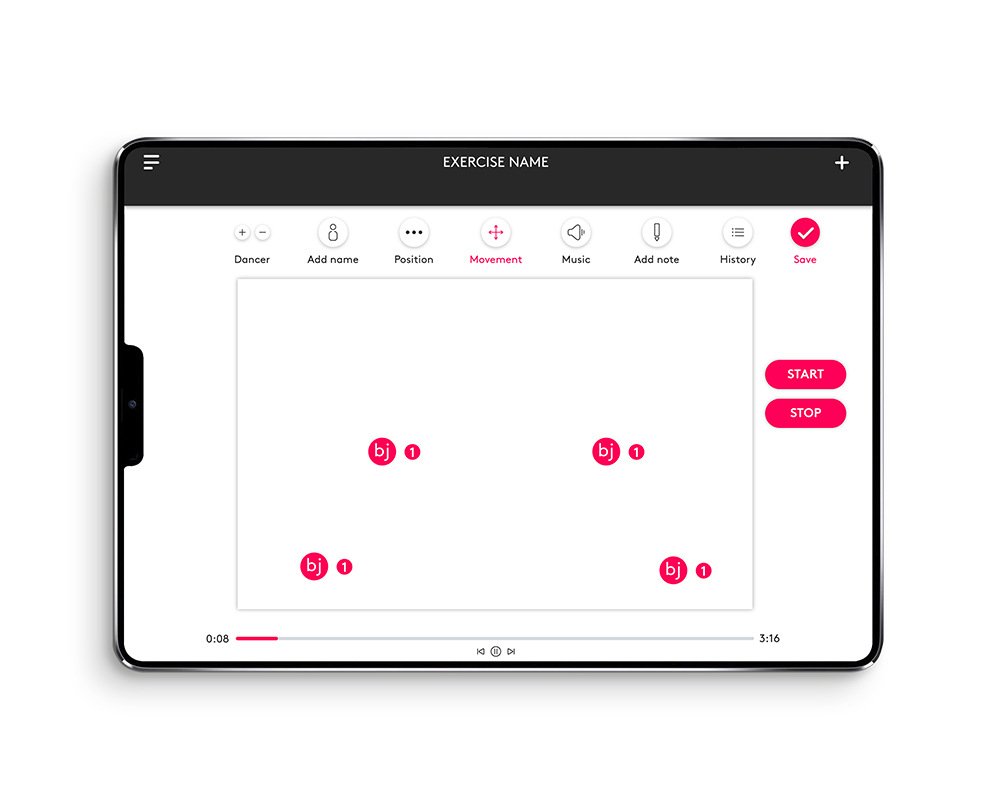 EXERCISE NAME
Dancer Add name Position Movement Music Add note History Save
START
STOP
bj 1 bj 1
bj 1 bj 1
0:08 3:16